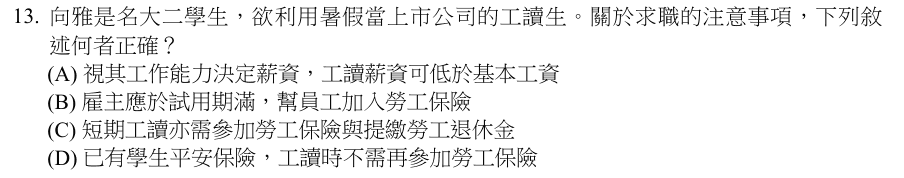 13. 向雅是名大二學生，欲利用暑假當上市公司的工讀生。關於求職的注意事項，下列敘
述何者正確？
(A) 視其工作能力決定薪資，工讀薪資可低於基本工資
(B) 雇主應於試用期滿，幫員工加入勞工保險
(C) 短期工讀亦需參加勞工保險與提繳勞工退休金
(D) 已有學生平安保險，工讀時不需再參加勞工保險